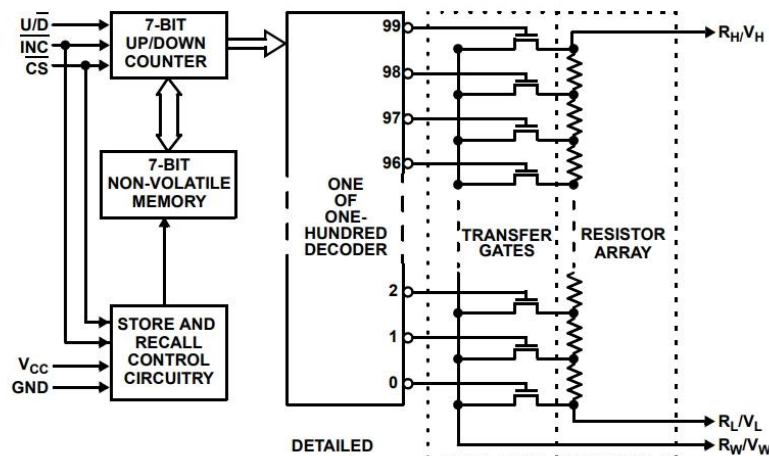 U/D̅
I̅N̅C̅
C̅S̅
7-BIT
UP/DOWN
COUNTER
7-BIT
NON-VOLATILE
MEMORY
STORE AND
RECALL
CONTROL
CIRCUITRY
VCC
GND
ONE
OF
ONE-
HUNDRED
DECODER
99
98
97
96
2
1
0
TRANSFER
GATES
RESISTOR
ARRAY
RH/VH
RL/VL
RW/VW
DETAILED